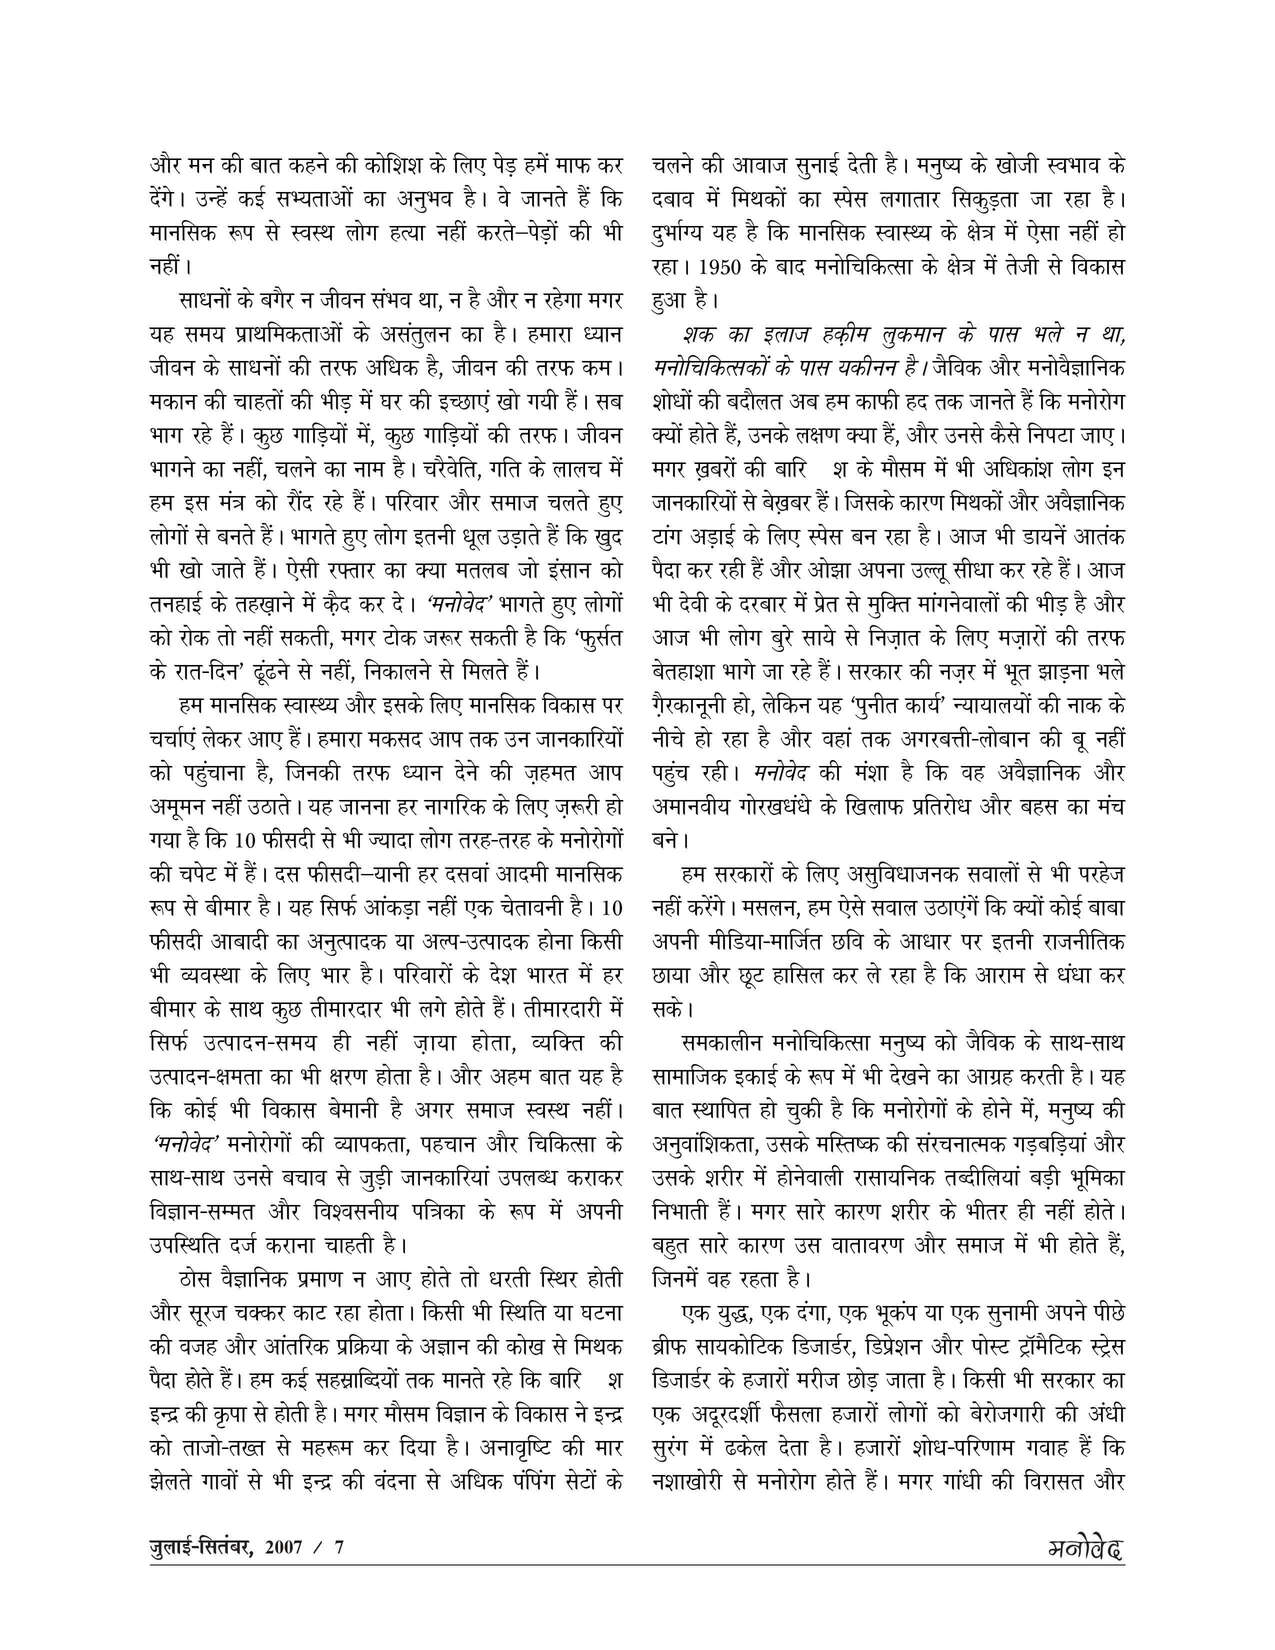 और मन की बात कहने की कोशिश के लिए पेड़ हमें माफ कर
देंगे। उन्हें कई सभ्यताओं का अनुभव है। वे जानते हैं कि
मानसिक रूप से स्वस्थ लोग हत्या नहीं करते–पेड़ों की भी
नहीं।
साधनों के बगैर न जीवन संभव था, न है और न रहेगा मगर
यह समय प्राथमिकताओं के असंतुलन का है। हमारा ध्यान
जीवन के साधनों की तरफ अधिक है, जीवन की तरफ कम।
मकान की चाहतों की भीड़ में घर की इच्छाएं खो गयी हैं। सब
भाग रहे हैं। कुछ गाड़ियों में, कुछ गाड़ियों की तरफ। जीवन
भागने का नहीं, चलने का नाम है। चरैवेति, गति के लालच में
हम इस मंत्र को रौंद रहे हैं। परिवार और समाज चलते हुए
लोगों से बनते हैं। भागते हुए लोग इतनी धूल उड़ाते हैं कि खुद
भी खो जाते हैं। ऐसी रफ्तार का क्या मतलब जो इंसान को
तनहाई के तहख़ाने में क़ैद कर दे। ‘मनोवेद’ भागते हुए लोगों
को रोक तो नहीं सकती, मगर टोक जरूर सकती है कि ‘फुर्सत
के रात-दिन’ ढूंढने से नहीं, निकालने से मिलते हैं।
हम मानसिक स्वास्थ्य और इसके लिए मानसिक विकास पर
चर्चाएं लेकर आए हैं। हमारा मकसद आप तक उन जानकारियों
को पहुंचाना है, जिनकी तरफ ध्यान देने की ज़हमत आप
अमूमन नहीं उठाते। यह जानना हर नागरिक के लिए ज़रूरी हो
गया है कि 10 फीसदी से भी ज्यादा लोग तरह-तरह के मनोरोगों
की चपेट में हैं। दस फीसदी–यानी हर दसवां आदमी मानसिक
रूप से बीमार है। यह सिर्फ आंकड़ा नहीं एक चेतावनी है। 10
फीसदी आबादी का अनुत्पादक या अल्प-उत्पादक होना किसी
भी व्यवस्था के लिए भार है। परिवारों के देश भारत में हर
बीमार के साथ कुछ तीमारदार भी लगे होते हैं। तीमारदारी में
सिर्फ उत्पादन-समय ही नहीं ज़ाया होता, व्यक्ति की
उत्पादन-क्षमता का भी क्षरण होता है। और अहम बात यह है
कि कोई भी विकास बेमानी है अगर समाज स्वस्थ नहीं।
‘मनोवेद’ मनोरोगों की व्यापकता, पहचान और चिकित्सा के
साथ-साथ उनसे बचाव से जुड़ी जानकारियां उपलब्ध कराकर
विज्ञान-सम्मत और विश्वसनीय पत्रिका के रूप में अपनी
उपस्थिति दर्ज कराना चाहती है।
ठोस वैज्ञानिक प्रमाण न आए होते तो धरती स्थिर होती
और सूरज चक्कर काट रहा होता। किसी भी स्थिति या घटना
की वजह और आंतरिक प्रक्रिया के अज्ञान की कोख से मिथक
पैदा होते हैं। हम कई सहस्राब्दियों तक मानते रहे कि बारि श
इन्द्र की कृपा से होती है। मगर मौसम विज्ञान के विकास ने इन्द्र
को ताजो-तख्त से महरूम कर दिया है। अनावृष्टि की मार
झेलते गावों से भी इन्द्र की वंदना से अधिक पंपिंग सेटों के
चलने की आवाज सुनाई देती है। मनुष्य के खोजी स्वभाव के
दबाव में मिथकों का स्पेस लगातार सिकुड़ता जा रहा है।
दुर्भाग्य यह है कि मानसिक स्वास्थ्य के क्षेत्र में ऐसा नहीं हो
रहा। 1950 के बाद मनोचिकित्सा के क्षेत्र में तेजी से विकास
हुआ है।
शक का इलाज हक़ीम लुकमान के पास भले न था,
मनोचिकित्सकों के पास यकीनन है। जैविक और मनोवैज्ञानिक
शोधों की बदौलत अब हम काफी हद तक जानते हैं कि मनोरोग
क्यों होते हैं, उनके लक्षण क्या हैं, और उनसे कैसे निपटा जाए।
मगर ख़बरों की बारि श के मौसम में भी अधिकांश लोग इन
जानकारियों से बेख़बर हैं। जिसके कारण मिथकों और अवैज्ञानिक
टांग अड़ाई के लिए स्पेस बन रहा है। आज भी डायनें आतंक
पैदा कर रही हैं और ओझा अपना उल्लू सीधा कर रहे हैं। आज
भी देवी के दरबार में प्रेत से मुक्ति मांगनेवालों की भीड़ है और
आज भी लोग बुरे साये से निज़ात के लिए मज़ारों की तरफ
बेतहाशा भागे जा रहे हैं। सरकार की नज़र में भूत झाड़ना भले
ग़ैरकानूनी हो, लेकिन यह ‘पुनीत कार्य’ न्यायालयों की नाक के
नीचे हो रहा है और वहां तक अगरबत्ती-लोबान की बू नहीं
पहुंच रही। मनोवेद की मंशा है कि वह अवैज्ञानिक और
अमानवीय गोरखधंधे के खिलाफ प्रतिरोध और बहस का मंच
बने।
हम सरकारों के लिए असुविधाजनक सवालों से भी परहेज
नहीं करेंगे। मसलन, हम ऐसे सवाल उठाएंगें कि क्यों कोई बाबा
अपनी मीडिया-मार्जित छवि के आधार पर इतनी राजनीतिक
छाया और छूट हासिल कर ले रहा है कि आराम से धंधा कर
सके।
समकालीन मनोचिकित्सा मनुष्य को जैविक के साथ-साथ
सामाजिक इकाई के रूप में भी देखने का आग्रह करती है। यह
बात स्थापित हो चुकी है कि मनोरोगों के होने में, मनुष्य की
अनुवांशिकता, उसके मस्तिष्क की संरचनात्मक गड़बड़ियां और
उसके शरीर में होनेवाली रासायनिक तब्दीलियां बड़ी भूमिका
निभाती हैं। मगर सारे कारण शरीर के भीतर ही नहीं होते।
बहुत सारे कारण उस वातावरण और समाज में भी होते हैं,
जिनमें वह रहता है।
एक युद्ध, एक दंगा, एक भूकंप या एक सुनामी अपने पीछे
ब्रीफ सायकोटिक डिजार्डर, डिप्रेशन और पोस्ट ट्रॉमैटिक स्ट्रेस
डिजार्डर के हजारों मरीज छोड़ जाता है। किसी भी सरकार का
एक अदूरदर्शी फैसला हजारों लोगों को बेरोजगारी की अंधी
सुरंग में ढकेल देता है। हजारों शोध-परिणाम गवाह हैं कि
नशाखोरी से मनोरोग होते हैं। मगर गांधी की विरासत और
जुलाई-सितंबर, 2007 / 7
मनोवेद